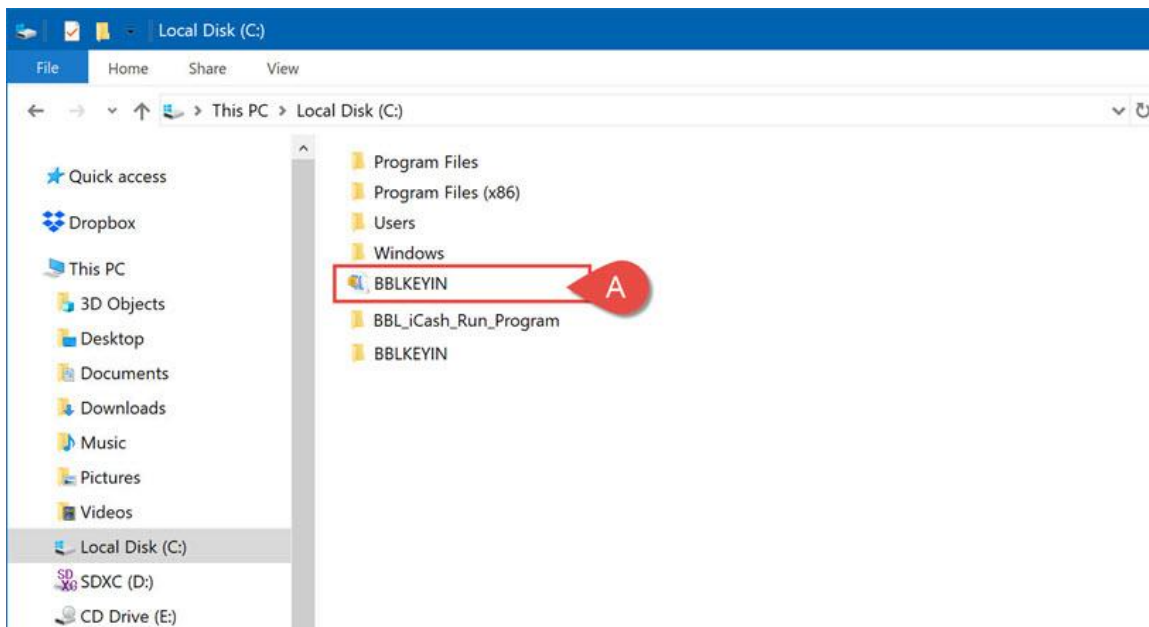 Local Disk (C:)
File Home Share View
This PC > Local Disk (C:)
Quick access
Dropbox
This PC
3D Objects
Desktop
Documents
Downloads
Music
Pictures
Videos
Local Disk (C:)
SDXC (D:)
CD Drive (E:)
Program Files
Program Files (x86)
Users
Windows
BBLKEYIN
A
BBL_iCash_Run_Program
BBLKEYIN